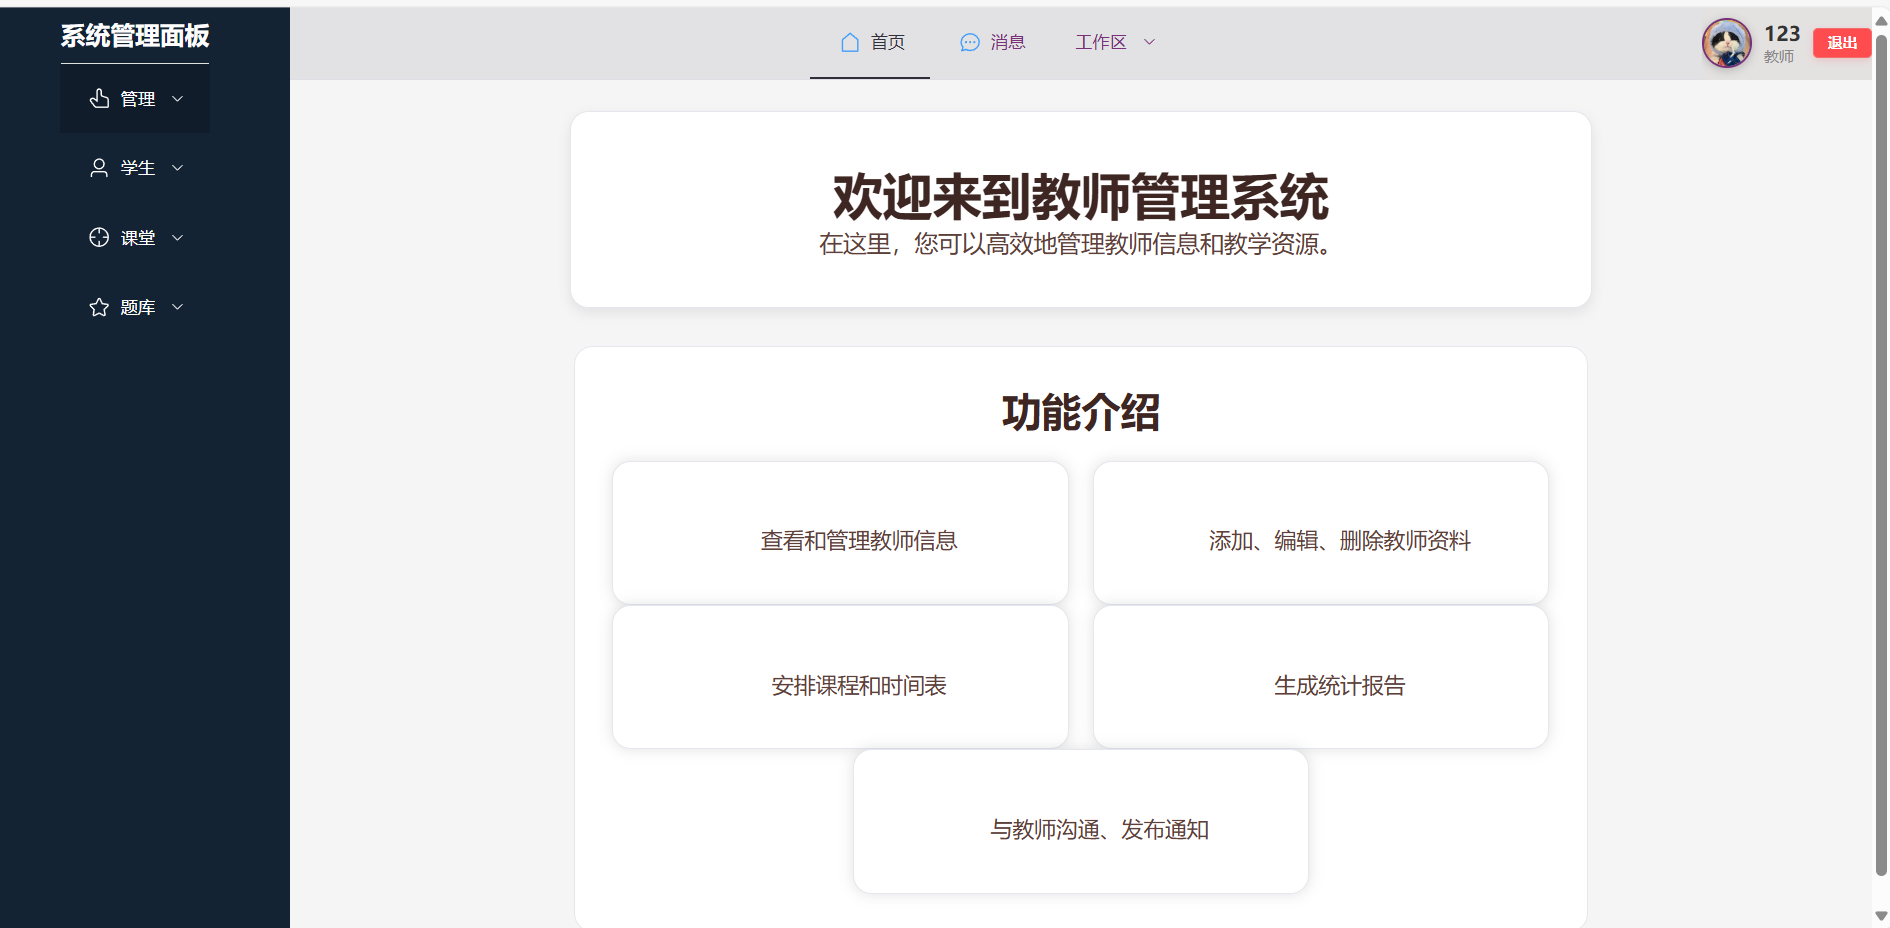 系统管理面板
管理
学生
课堂
题库
首页
消息
工作区
123
教师
退出
欢迎来到教师管理系统
在这里，您可以高效地管理教师信息和教学资源。
功能介绍
查看和管理教师信息
添加、编辑、删除教师资料
安排课程和时间表
生成统计报告
与教师沟通、发布通知